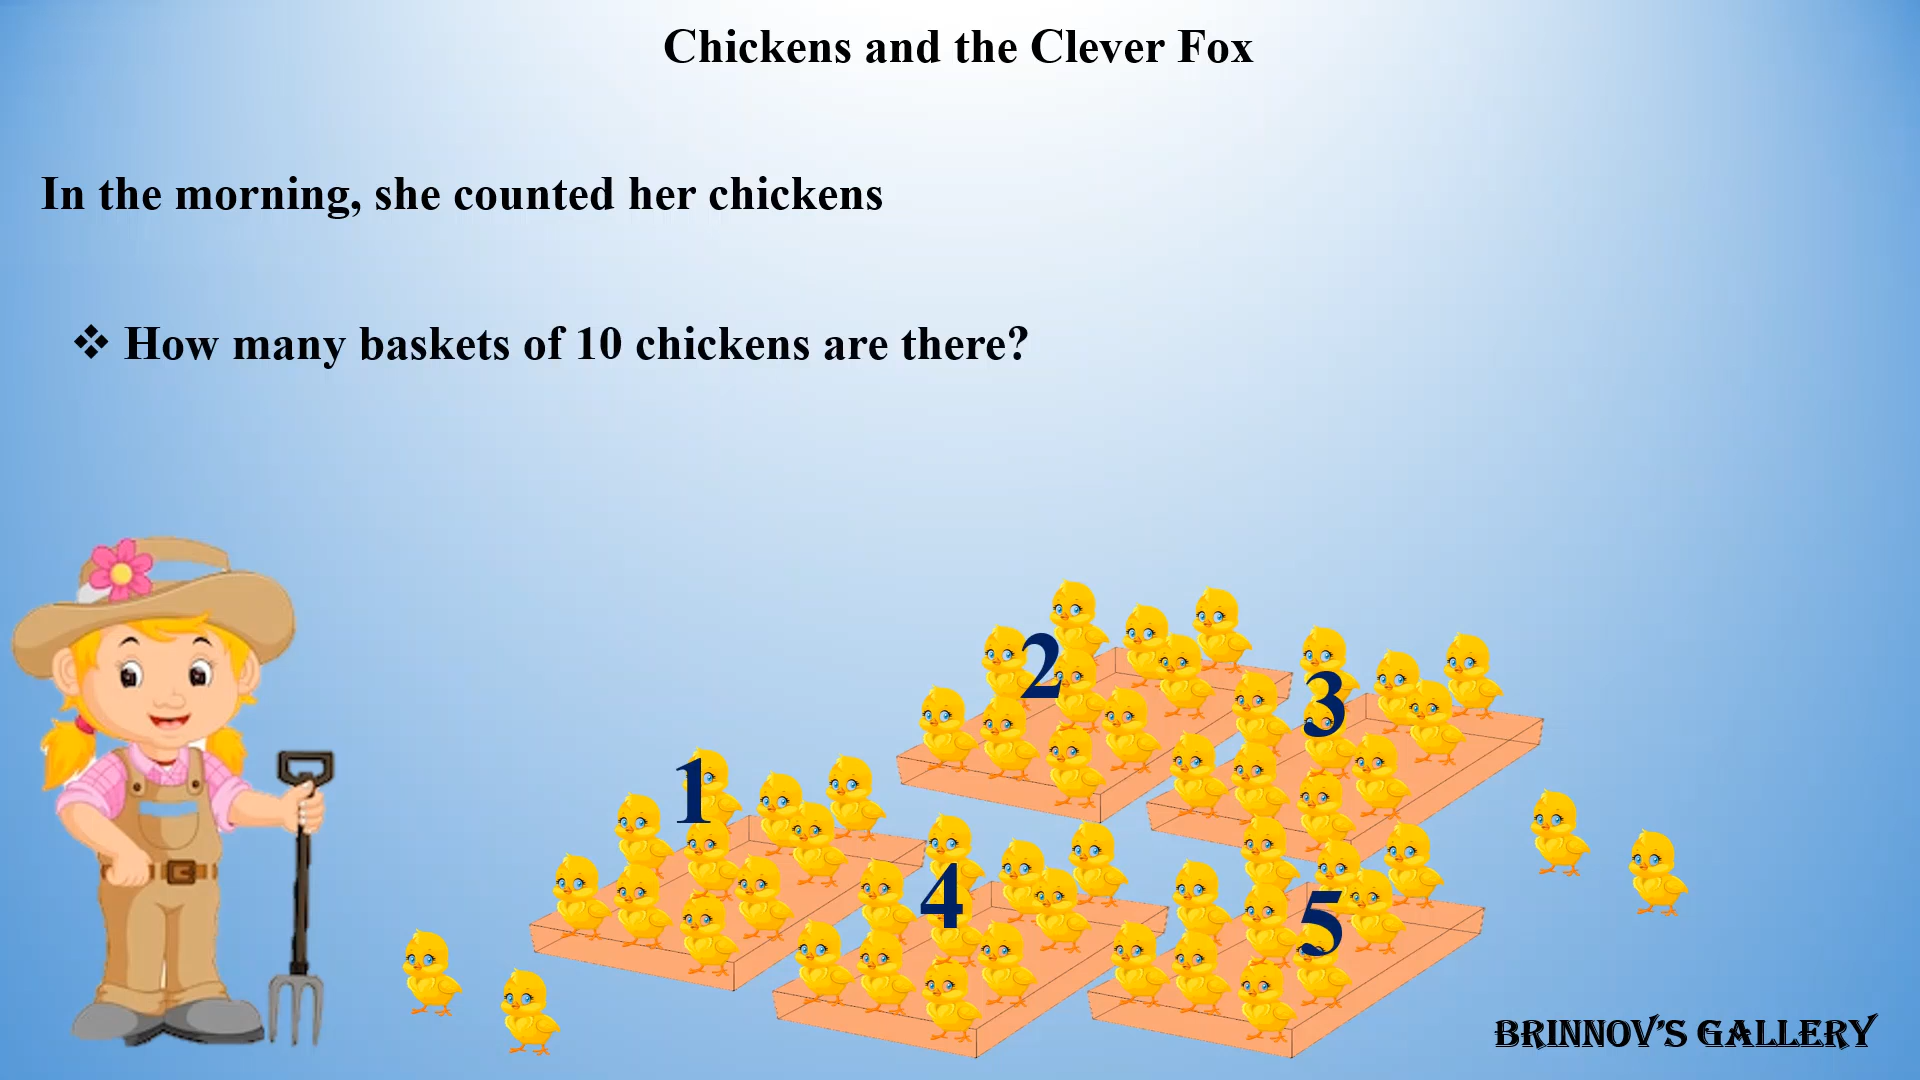 Chickens and the Clever Fox
In the morning, she counted her chickens
❖ How many baskets of 10 chickens are there?
2
3
1
4
5
BRINNOV'S GALLERY